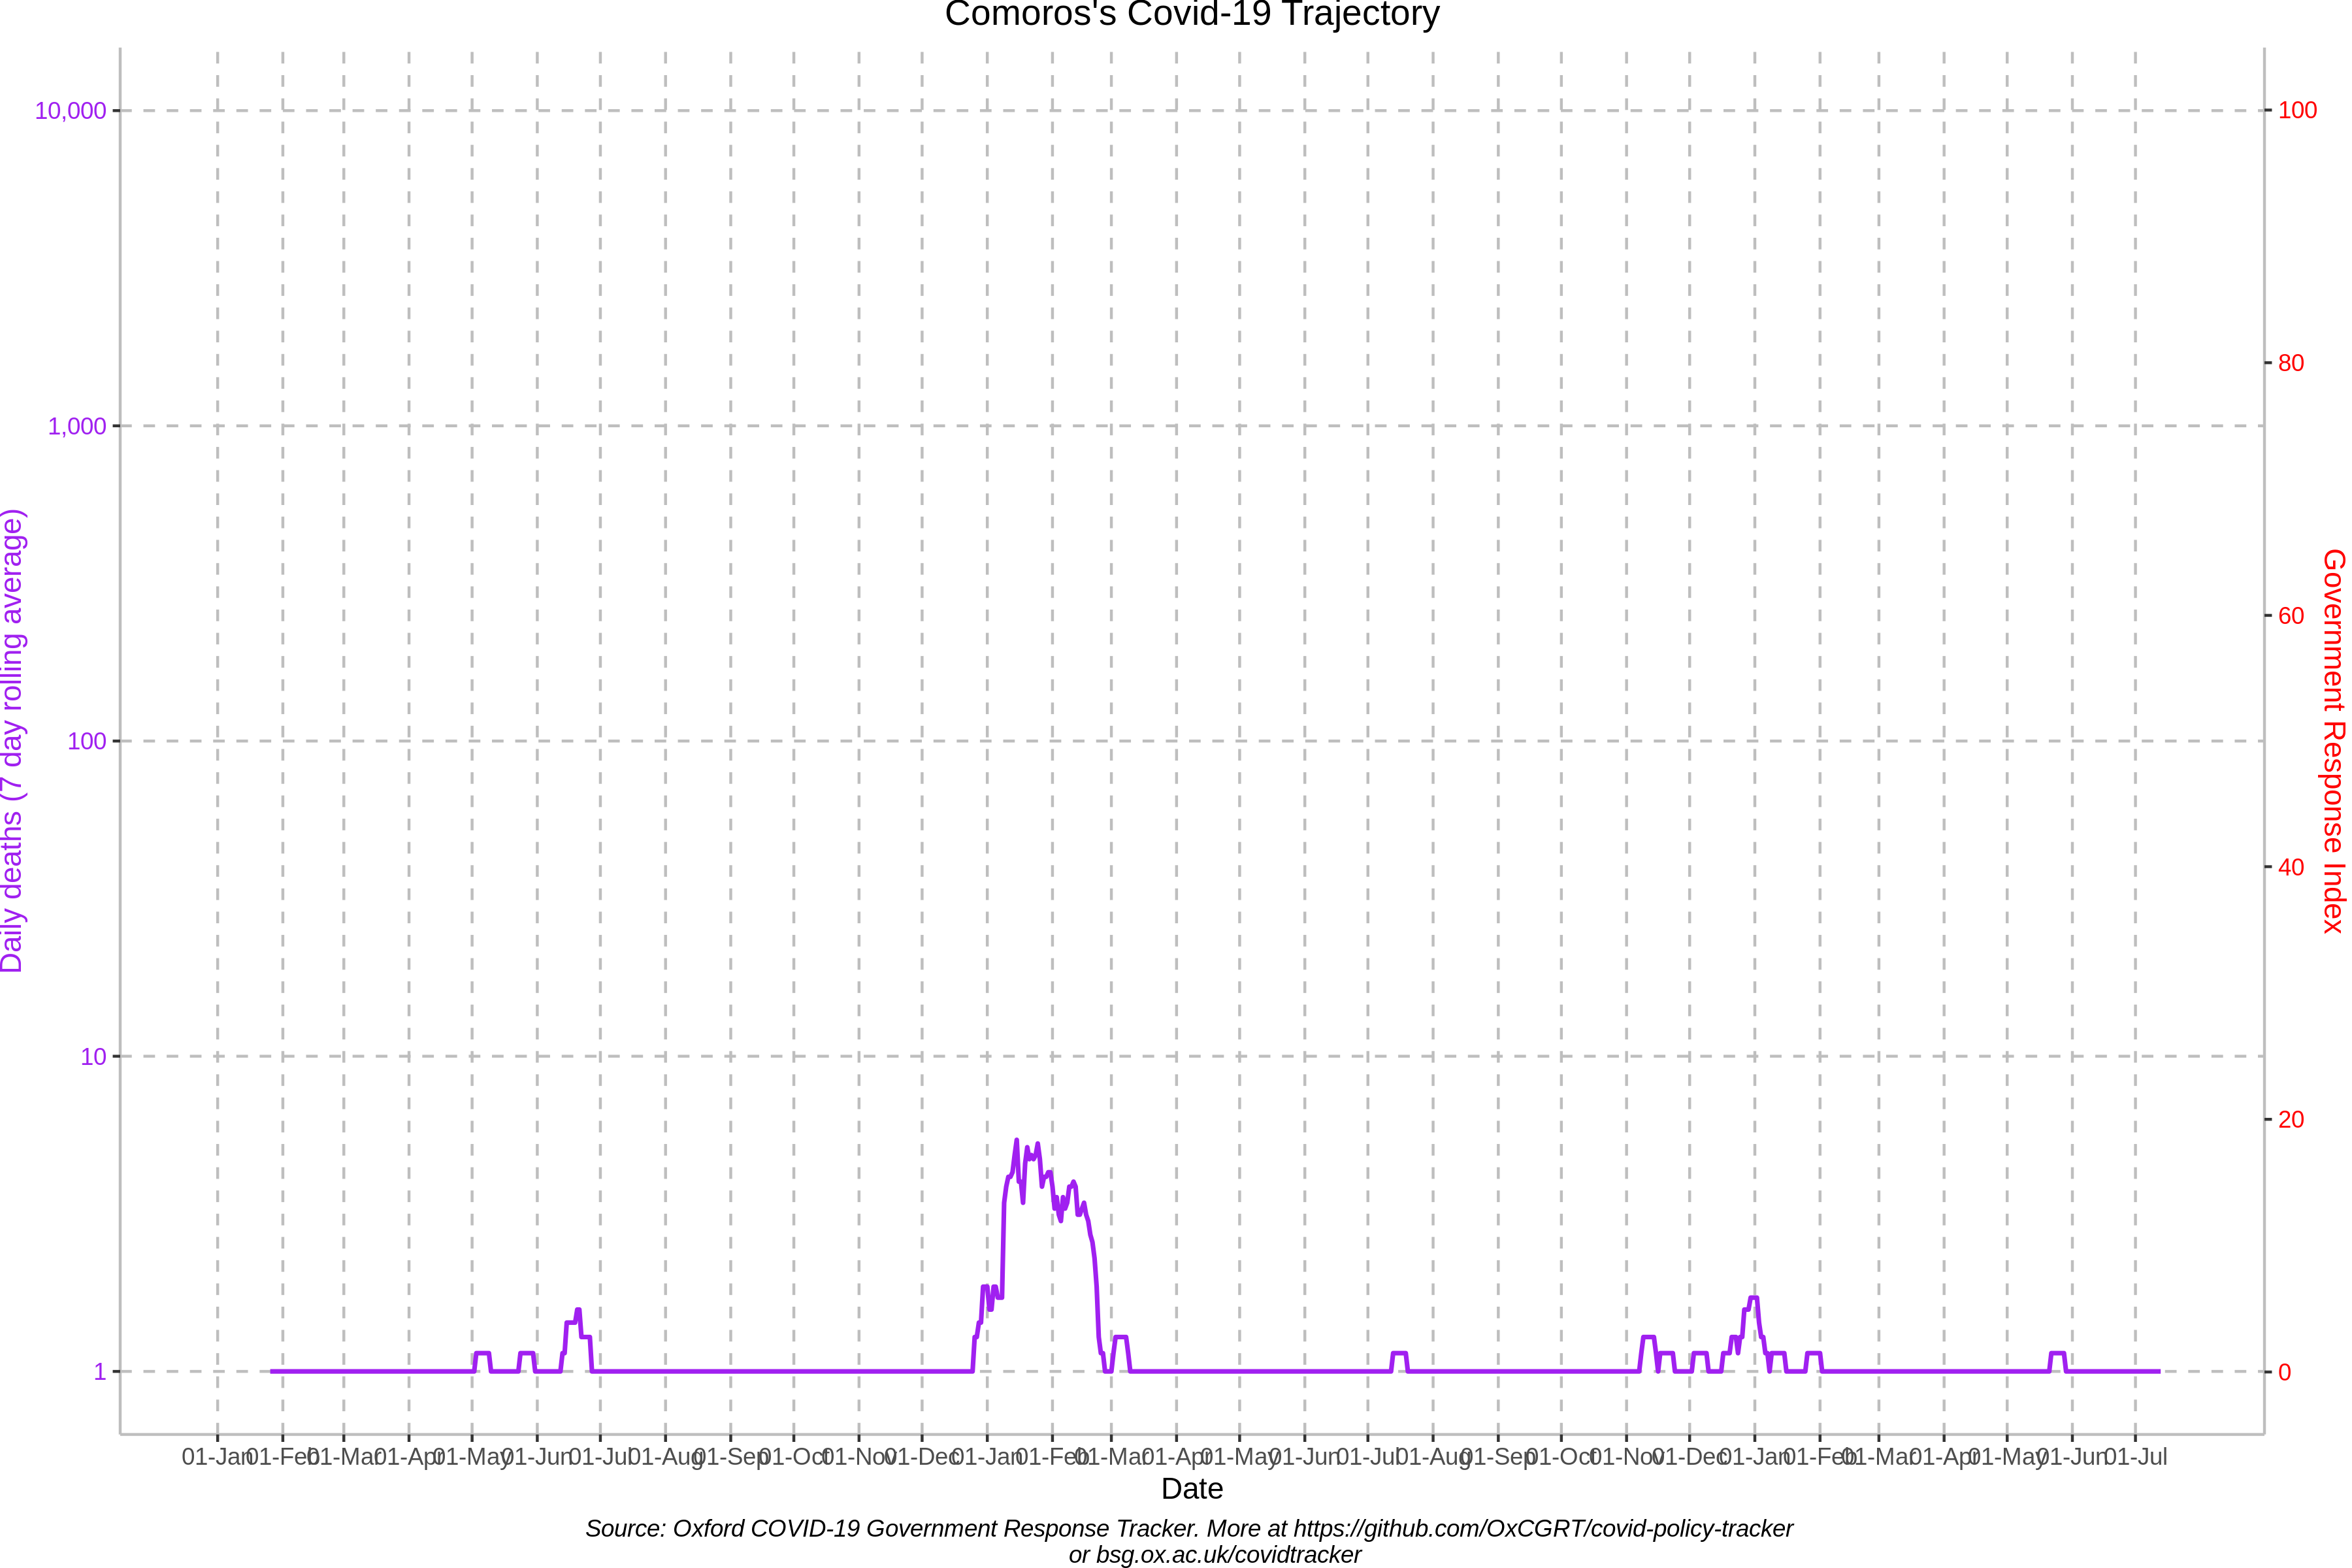 Comoros's Covid-19 Trajectory
10,000
1,000
100
10
1
Daily deaths (7 day rolling average)
100
80
60
40
20
0
Government Response Index
01-Jan 01-Feb 01-Mar 01-Apr 01-May 01-Jun 01-Jul 01-Aug 01-Sep 01-Oct 01-Nov 01-Dec 01-Jan 01-Feb 01-Mar 01-Apr 01-May 01-Jun 01-Jul 01-Aug 01-Sep 01-Oct 01-Nov 01-Dec 01-Jan 01-Feb 01-Mar 01-Apr 01-May 01-Jun 01-Jul
Date
Source: Oxford COVID-19 Government Response Tracker. More at https://github.com/OxCGRT/covid-policy-tracker
or bsg.ox.ac.uk/covidtracker